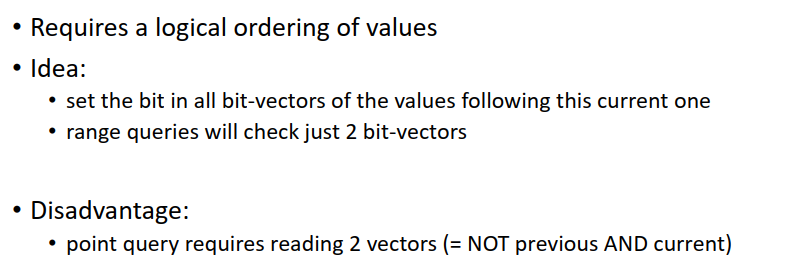 • Requires a logical ordering of values
• Idea:
• set the bit in all bit-vectors of the values following this current one
• range queries will check just 2 bit-vectors
• Disadvantage:
• point query requires reading 2 vectors (= NOT previous AND current)